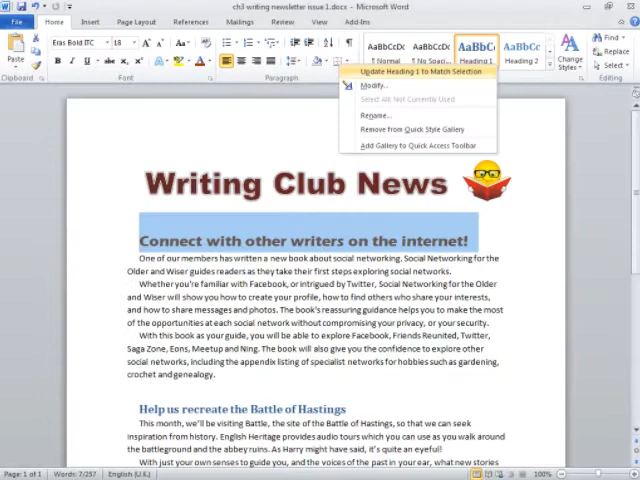 ch3 writing newsletter issue 1.docx - Microsoft Word
File Home Insert Page Layout References Mailings Review View Add-Ins
Eras Bold ITC 18
Paste
AaBbCcDc AaBbCcDc AaBbC AaBbCc
¶ Normal ¶ No Spaci... Heading 1 Heading 2
Change Styles
Find
Replace
Select
Clipboard Font Paragraph Editing
Update Heading 1 to Match Selection
Modify...
Select All: Not Currently Used
Rename...
Remove from Quick Style Gallery
Add Gallery to Quick Access Toolbar
Writing Club News
Connect with other writers on the internet!
One of our members has written a new book about social networking. Social Networking for the
Older and Wiser guides readers as they take their first steps exploring social networks.
Whether you're familiar with Facebook, or intrigued by Twitter, Social Networking for the Older
and Wiser will show you how to create your profile, how to find others who share your interests,
and how to share messages and photos. The book's reassuring guidance helps you to make the most
of the opportunities at each social network without compromising your privacy, or your security.
With this book as your guide, you will be able to explore Facebook, Friends Reunited, Twitter,
Saga Zone, Eons, Meetup and Ning. The book will also give you the confidence to explore other
social networks, including the appendix listing of specialist networks for hobbies such as gardening,
crochet and genealogy.
Help us recreate the Battle of Hastings
This month, we'll be visiting Battle, the site of the Battle of Hastings, so that we can seek
inspiration from history. English Heritage provides audio tours which you can use as you walk around
the battleground and the abbey ruins. As Harry might have said, it's quite an eyeful!
With just your own senses to guide you, and the voices of the past in your ear, what new stories
Page: 1 of 1 Words: 7/257 English (U.K.) 100%